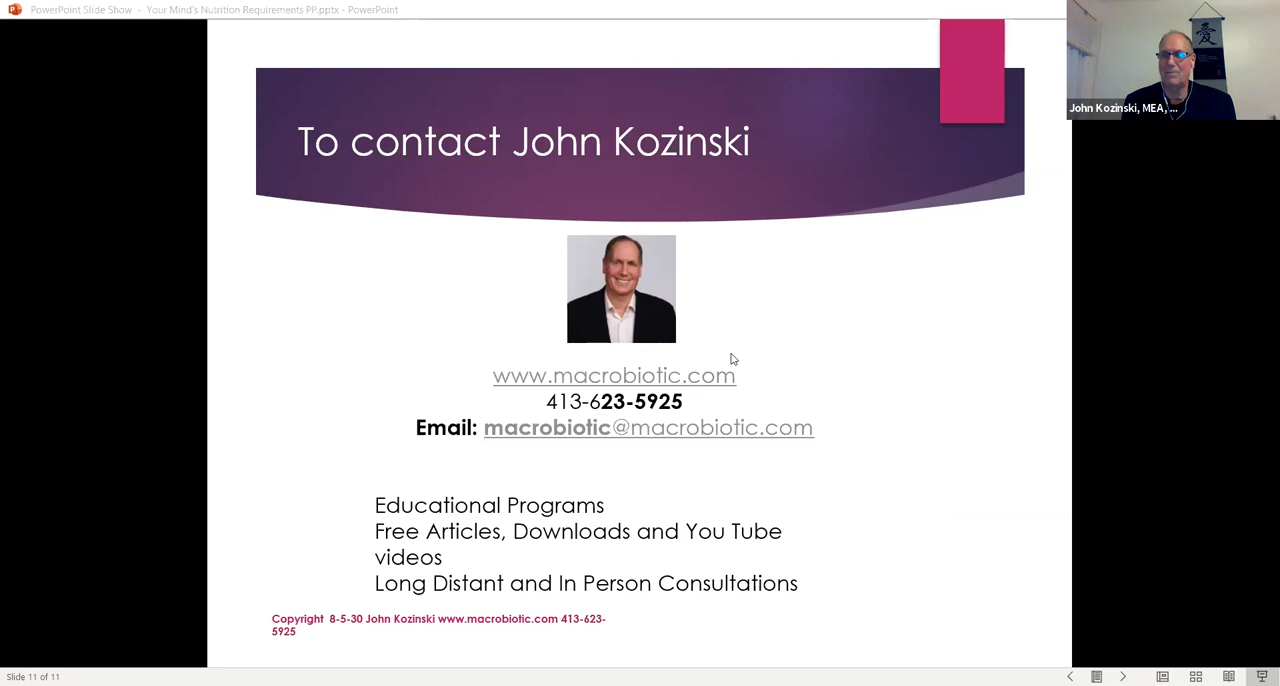 PowerPoint Slide Show - Your Mind's Nutrition Requirements PP.pptx - PowerPoint
愛
John Kozinski, MEA, ...
To contact John Kozinski
www.macrobiotic.com
413-623-5925
Email: macrobiotic@macrobiotic.com
Educational Programs
Free Articles, Downloads and You Tube
videos
Long Distant and In Person Consultations
Copyright 8-5-30 John Kozinski www.macrobiotic.com 413-623-
5925
Slide 11 of 11